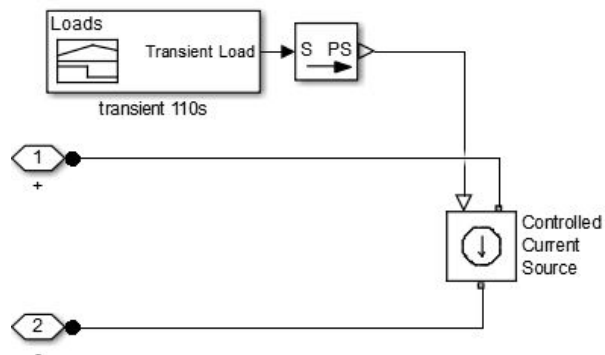 Loads
Transient Load
S PS
transient 110s
1
+
Controlled
Current
Source
2